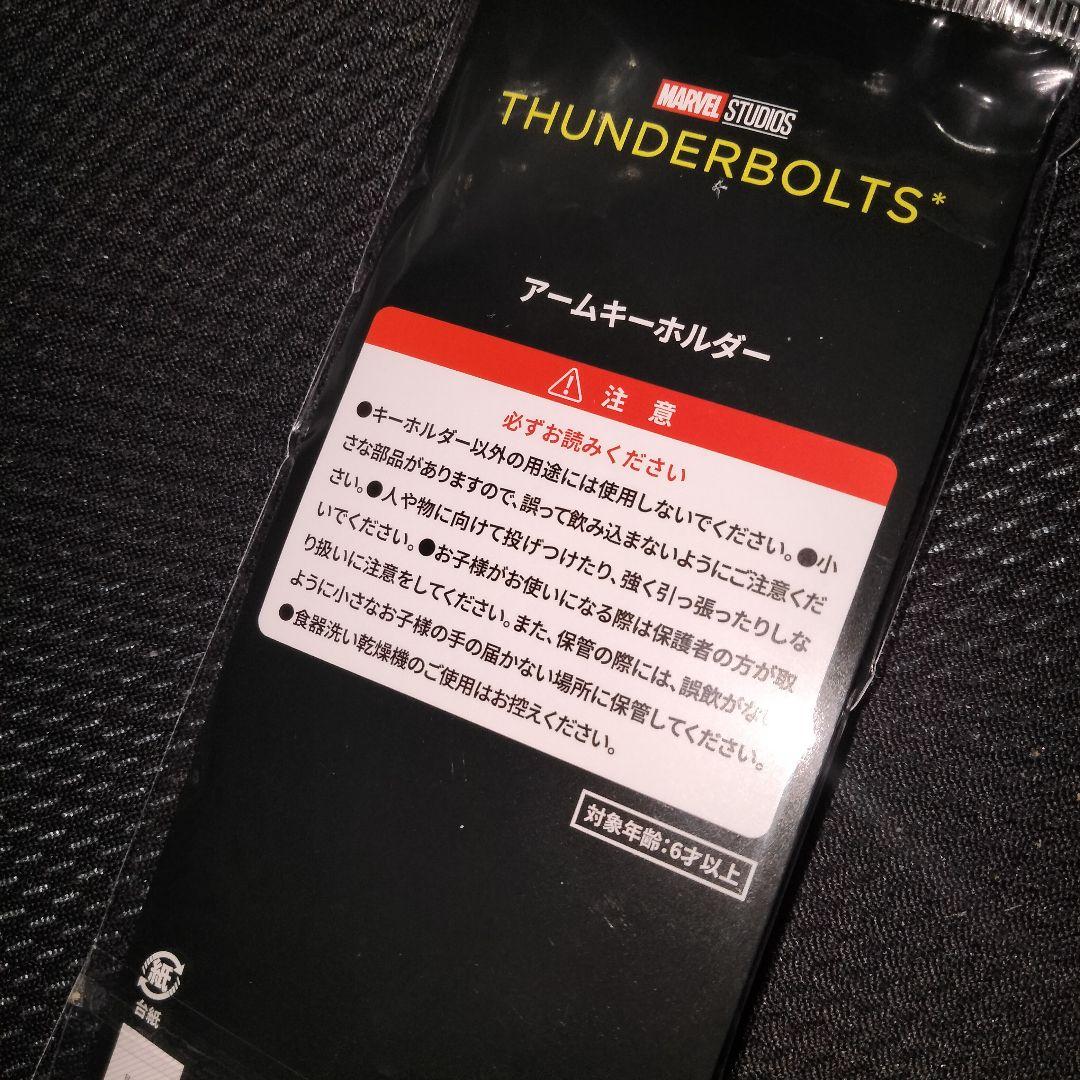 MARVEL STUDIOS
THUNDERBOLTS*
アームキーホルダー
注意
必ずお読みください
●キーホルダー以外の用途には使用しないでください。●小
さな部品がありますので、誤って飲み込まないようにご注意くだ
さい。●人や物に向けて投げつけたり、強く引っ張ったりしな
いでください。●お子様がお使いになる際は保護者の方が取
り扱いに注意をしてください。また、保管の際には、誤飲がない
ように小さなお子様の手の届かない場所に保管してください。
●食器洗い乾燥機のご使用はお控えください。
対象年齢：6才以上
紙
台紙